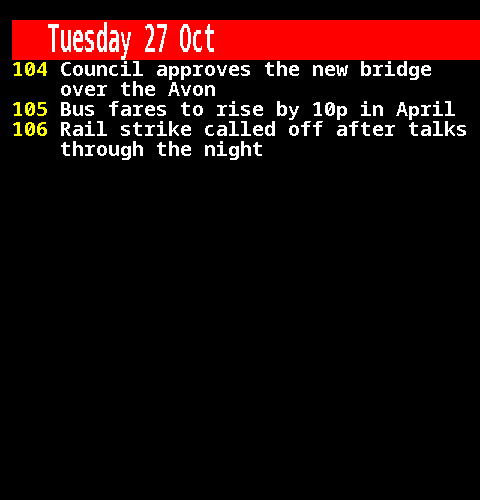 Tuesday 27 Oct
104 Council approves the new bridge
over the Avon
105 Bus fares to rise by 10p in April
106 Rail strike called off after talks
through the night